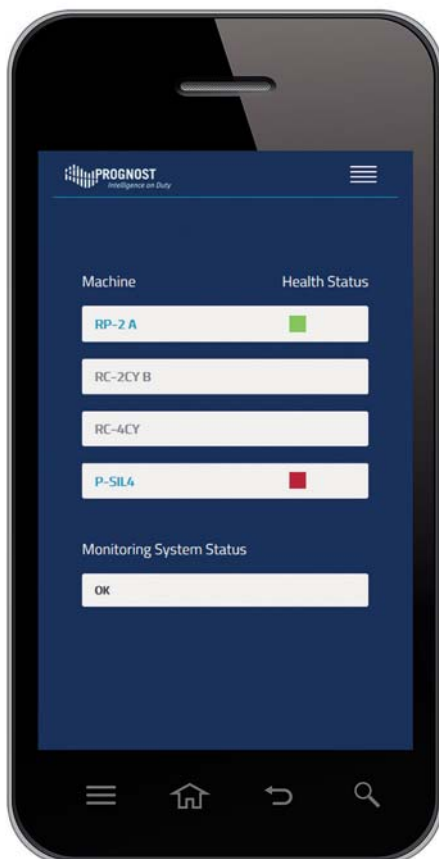 PROGNOST
Intelligence on Duty
Machine Health Status
RP-2 A
RC-2CY B
RC-4CY
P-SIL4
Monitoring System Status
OK